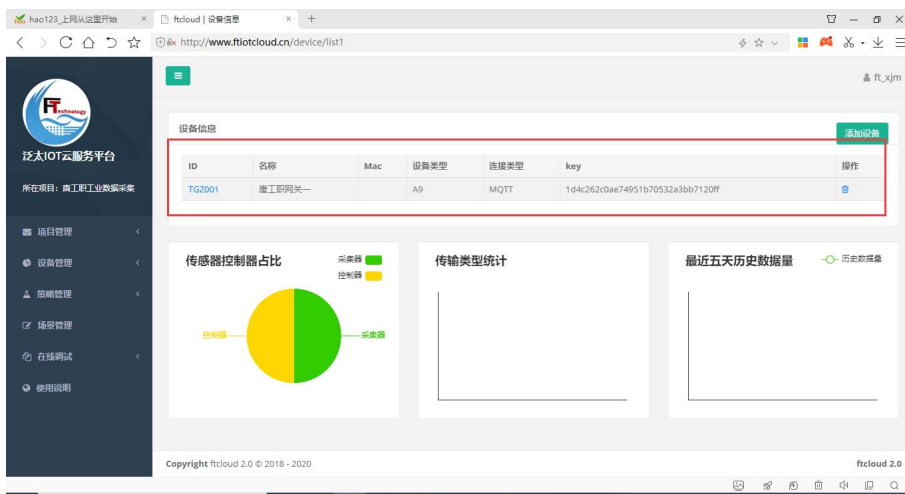 hao123_上网从这里开始
ftcloud | 设备信息
http://www.ftiotcloud.cn/device/list1
FTechnology
泛太IOT云服务平台
所在项目：唐工职工业数据采集
项目管理
设备管理
策略管理
场景管理
在线调试
使用说明
ft_xjm
设备信息
添加设备
ID 名称 Mac 设备类型 连接类型 key 操作
TGZ001 唐工职网关一 A9 MQTT 1d4c262c0ae74951b70532a3bb7120ff
传感器控制器占比
采集器
控制器
控制器
采集器
传输类型统计
最近五天历史数据量
历史数据量
Copyright ftcloud 2.0 © 2018 - 2020
ftcloud 2.0